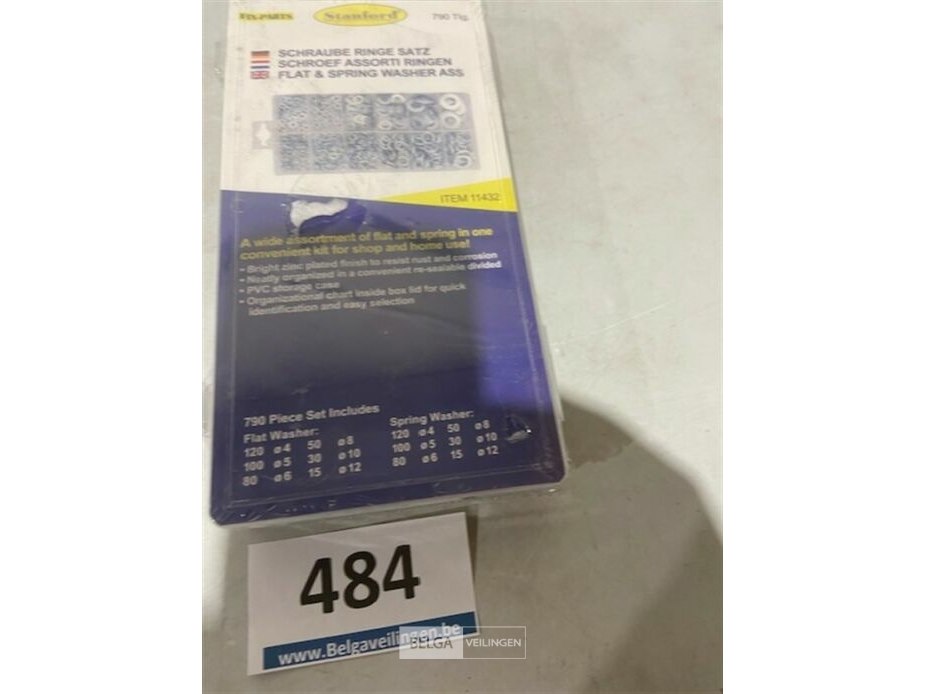 FIX-PARTS
Stanford
790 Tlg.
SCHRAUBE RINGE SATZ
SCHROEF ASSORTI RINGEN
FLAT & SPRING WASHER ASS
ITEM 11432
A wide assortment of flat and spring in one
convenient kit for shop and home use!
- Bright zinc plated finish to resist rust and corrosion
- Neatly organized in a convenient re-sealable divided
- PVC storage case
- Organizational chart inside box lid for quick
identification and easy selection
790 Piece Set Includes
Flat Washer:
120 ø4 50 ø8
100 ø5 30 ø10
80 ø6 15 ø12
Spring Washer:
120 ø4 50 ø8
100 ø5 30 ø10
80 ø6 15 ø12
484
www.Belgaveilingen.be
BELGA VEILINGEN